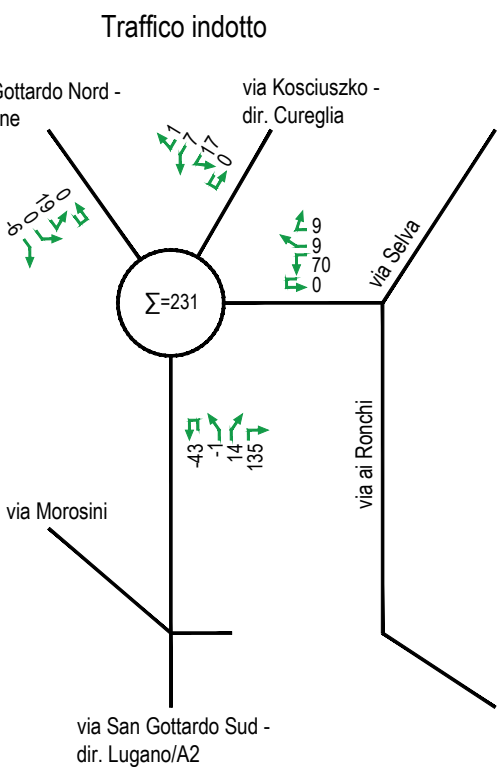 Traffico indotto
Gottardo Nord -
ne
via Kosciuszko -
dir. Cureglia
1
7
17
0
0
19
0
-6
9
9
70
0
∑=231
via Selva
via ai Ronchi
-43
-1
14
135
via Morosini
via San Gottardo Sud -
dir. Lugano/A2